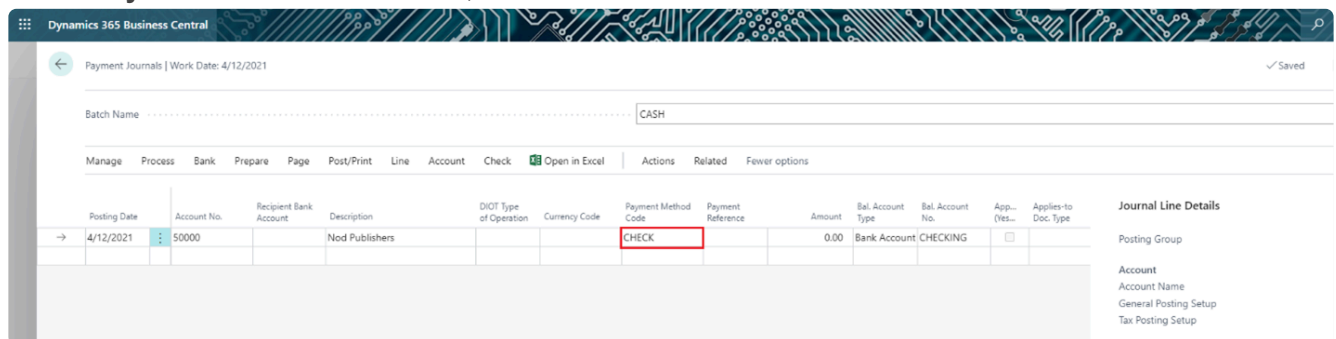 Dynamics 365 Business Central
Payment Journals | Work Date: 4/12/2021
Saved
Batch Name
CASH
Manage Process Bank Prepare Page Post/Print Line Account Check Open in Excel Actions Related Fewer options
Posting Date Account No. Recipient Bank Account Description DIOT Type of Operation Currency Code Payment Method Code Payment Reference Amount Bal. Account Type Bal. Account No. App... (Yes... Applies-to Doc. Type
4/12/2021 50000 Nod Publishers CHECK 0.00 Bank Account CHECKING
Journal Line Details
Posting Group
Account
Account Name
General Posting Setup
Tax Posting Setup